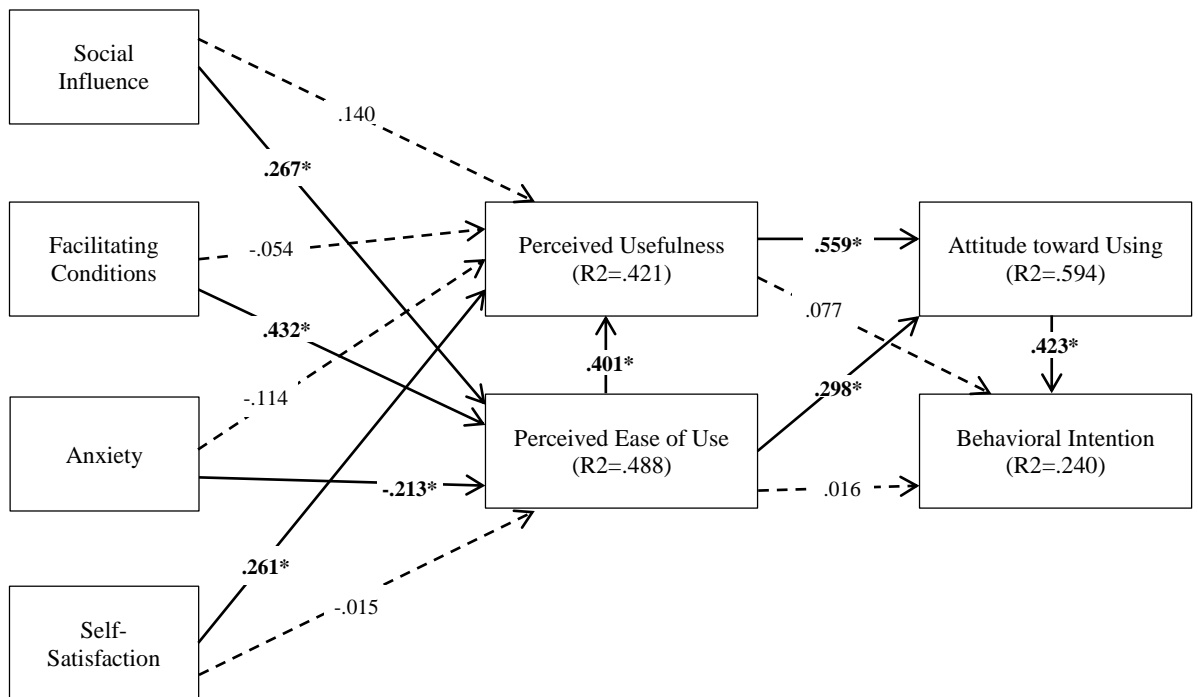 Social
Influence
.140
.267*
Facilitating
Conditions
-.054
Perceived Usefulness
(R2=.421)
.559*
Attitude toward Using
(R2=.594)
.077
.432*
.401*
.423*
.298*
-.114
Anxiety
Perceived Ease of Use
(R2=.488)
Behavioral Intention
(R2=.240)
-.213*
.016
.261*
-.015
Self-
Satisfaction